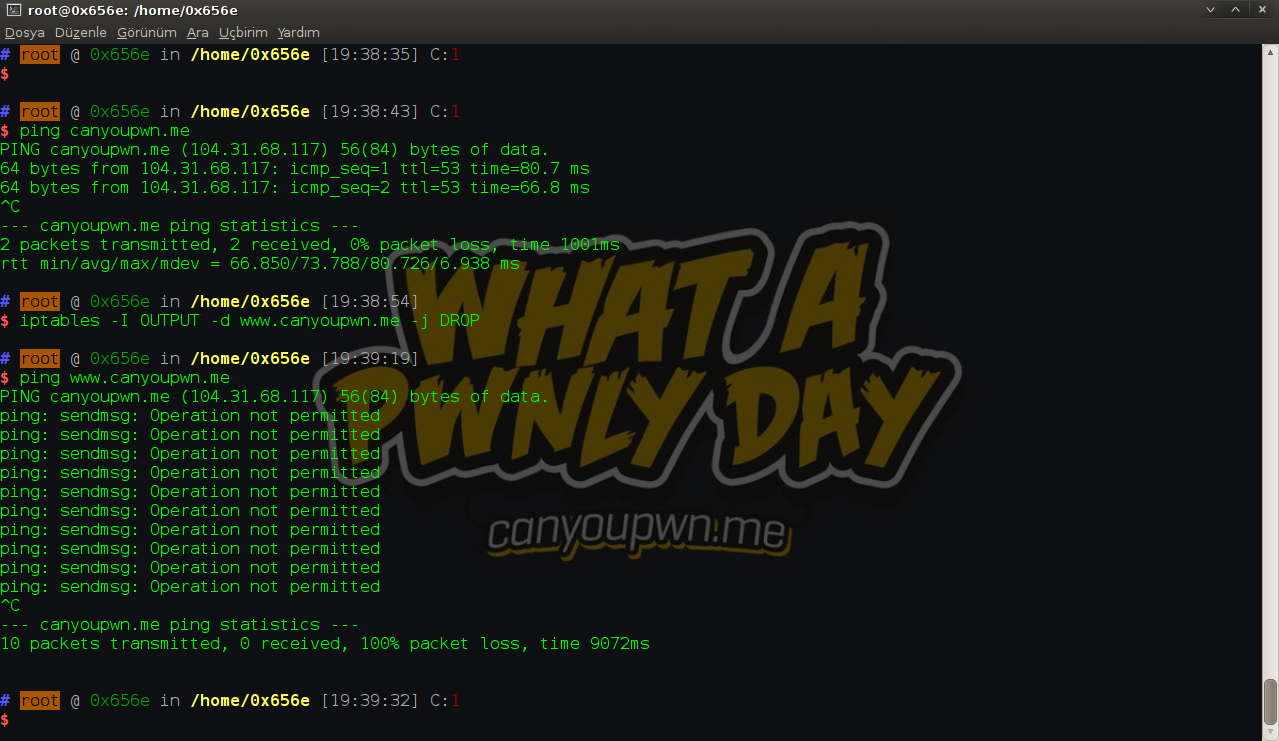 root@0x656e: /home/0x656e
Dosya Düzenle Görünüm Ara Uçbirim Yardım
# root @ 0x656e in /home/0x656e [19:38:35] C:1
$
# root @ 0x656e in /home/0x656e [19:38:43] C:1
$ ping canyoupwn.me
PING canyoupwn.me (104.31.68.117) 56(84) bytes of data.
64 bytes from 104.31.68.117: icmp_seq=1 ttl=53 time=80.7 ms
64 bytes from 104.31.68.117: icmp_seq=2 ttl=53 time=66.8 ms
^C
--- canyoupwn.me ping statistics ---
2 packets transmitted, 2 received, 0% packet loss, time 1001ms
rtt min/avg/max/mdev = 66.850/73.788/80.726/6.938 ms
# root @ 0x656e in /home/0x656e [19:38:54]
$ iptables -I OUTPUT -d www.canyoupwn.me -j DROP
# root @ 0x656e in /home/0x656e [19:39:19]
$ ping www.canyoupwn.me
PING canyoupwn.me (104.31.68.117) 56(84) bytes of data.
ping: sendmsg: Operation not permitted
ping: sendmsg: Operation not permitted
ping: sendmsg: Operation not permitted
ping: sendmsg: Operation not permitted
ping: sendmsg: Operation not permitted
ping: sendmsg: Operation not permitted
ping: sendmsg: Operation not permitted
ping: sendmsg: Operation not permitted
ping: sendmsg: Operation not permitted
ping: sendmsg: Operation not permitted
^C
--- canyoupwn.me ping statistics ---
10 packets transmitted, 0 received, 100% packet loss, time 9072ms
# root @ 0x656e in /home/0x656e [19:39:32] C:1
$
WHAT A
PWNLY DAY
canyoupwn.me